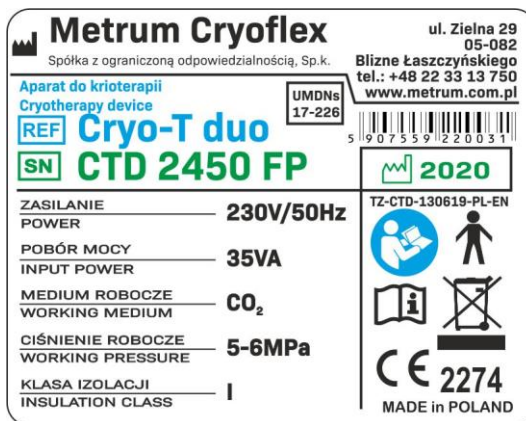 Metrum Cryoflex
Spółka z ograniczoną odpowiedzialnością, Sp.k.
ul. Zielna 29
05-082
Blizne Łaszczyńskiego
tel.: +48 22 33 13 750
www.metrum.com.pl
Aparat do krioterapii
Cryotherapy device
UMDNs
17-226
REF Cryo-T duo
5 907559 220031
SN CTD 2450 FP
2020
TZ-CTD-130619-PL-EN
ZASILANIE
POWER
230V/50Hz
POBÓR MOCY
INPUT POWER
35VA
MEDIUM ROBOCZE
WORKING MEDIUM
CO₂
CIŚNIENIE ROBOCZE
WORKING PRESSURE
5-6MPa
KLASA IZOLACJI
INSULATION CLASS
I
i
CE 2274
MADE in POLAND